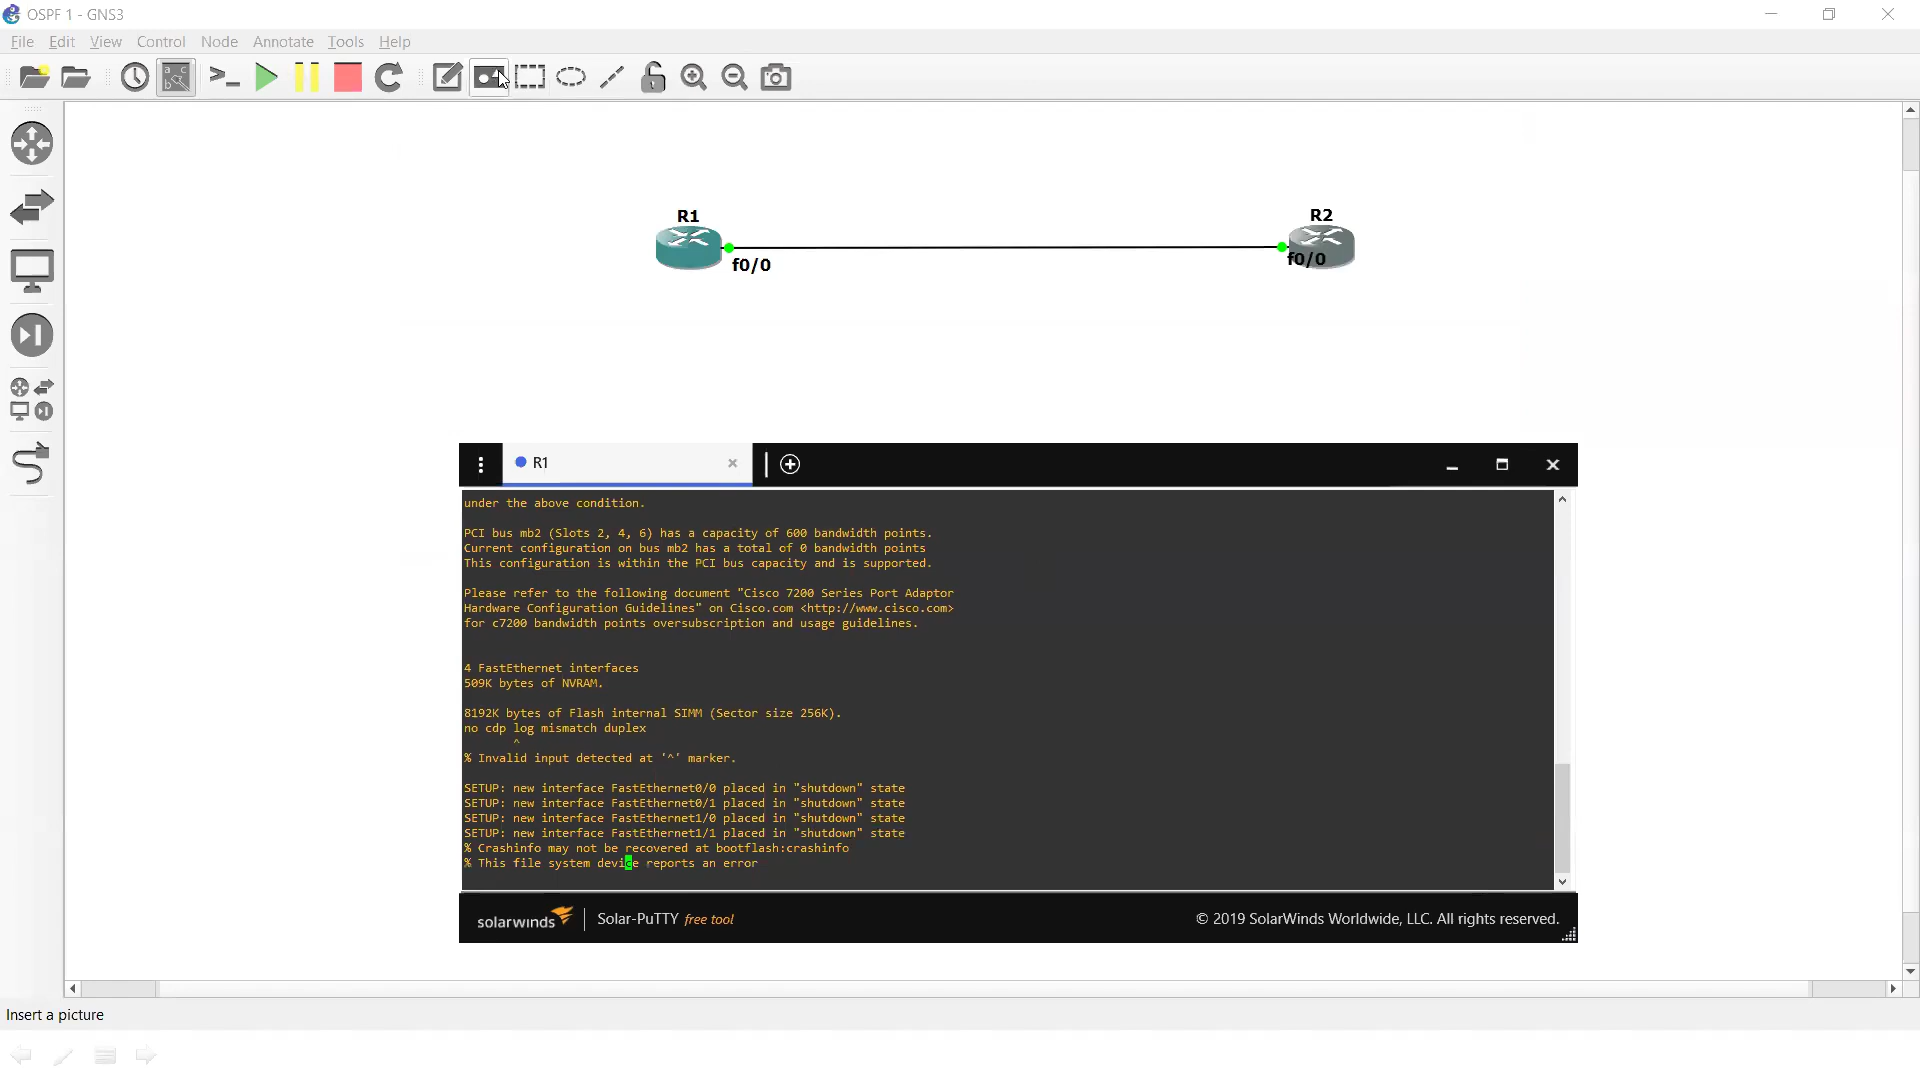 OSPF 1 - GNS3
File Edit View Control Node Annotate Tools Help
R1
R2
f0/0
f0/0
R1
under the above condition.
PCI bus mb2 (Slots 2, 4, 6) has a capacity of 600 bandwidth points.
Current configuration on bus mb2 has a total of 0 bandwidth points
This configuration is within the PCI bus capacity and is supported.
Please refer to the following document "Cisco 7200 Series Port Adaptor
Hardware Configuration Guidelines" on Cisco.com <http://www.cisco.com>
for c7200 bandwidth points oversubscription and usage guidelines.
4 FastEthernet interfaces
509K bytes of NVRAM.
8192K bytes of Flash internal SIMM (Sector size 256K).
no cdp log mismatch duplex
^
% Invalid input detected at '^' marker.
SETUP: new interface FastEthernet0/0 placed in "shutdown" state
SETUP: new interface FastEthernet0/1 placed in "shutdown" state
SETUP: new interface FastEthernet1/0 placed in "shutdown" state
SETUP: new interface FastEthernet1/1 placed in "shutdown" state
% Crashinfo may not be recovered at bootflash:crashinfo
% This file system device reports an error
solarwinds Solar-PuTTY free tool © 2019 SolarWinds Worldwide, LLC. All rights reserved.
Insert a picture